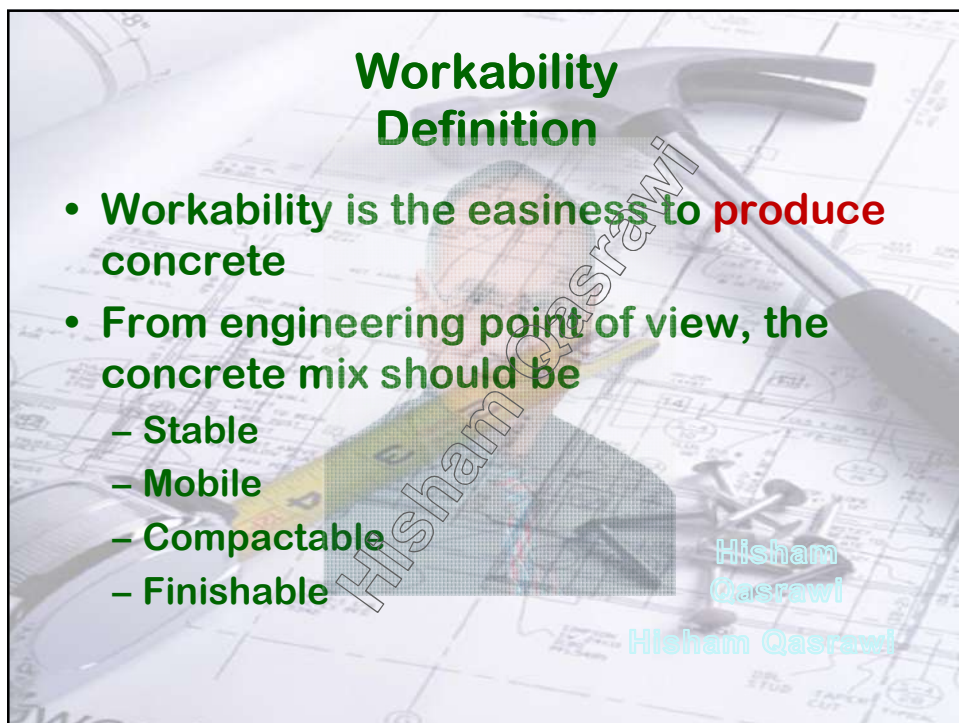 Workability
Definition
• Workability is the easiness to produce
concrete
• From engineering point of view, the
concrete mix should be
– Stable
– Mobile
– Compactable
– Finishable
Hisham Qasrawi
Hisham
Qasrawi
Hisham Qasrawi